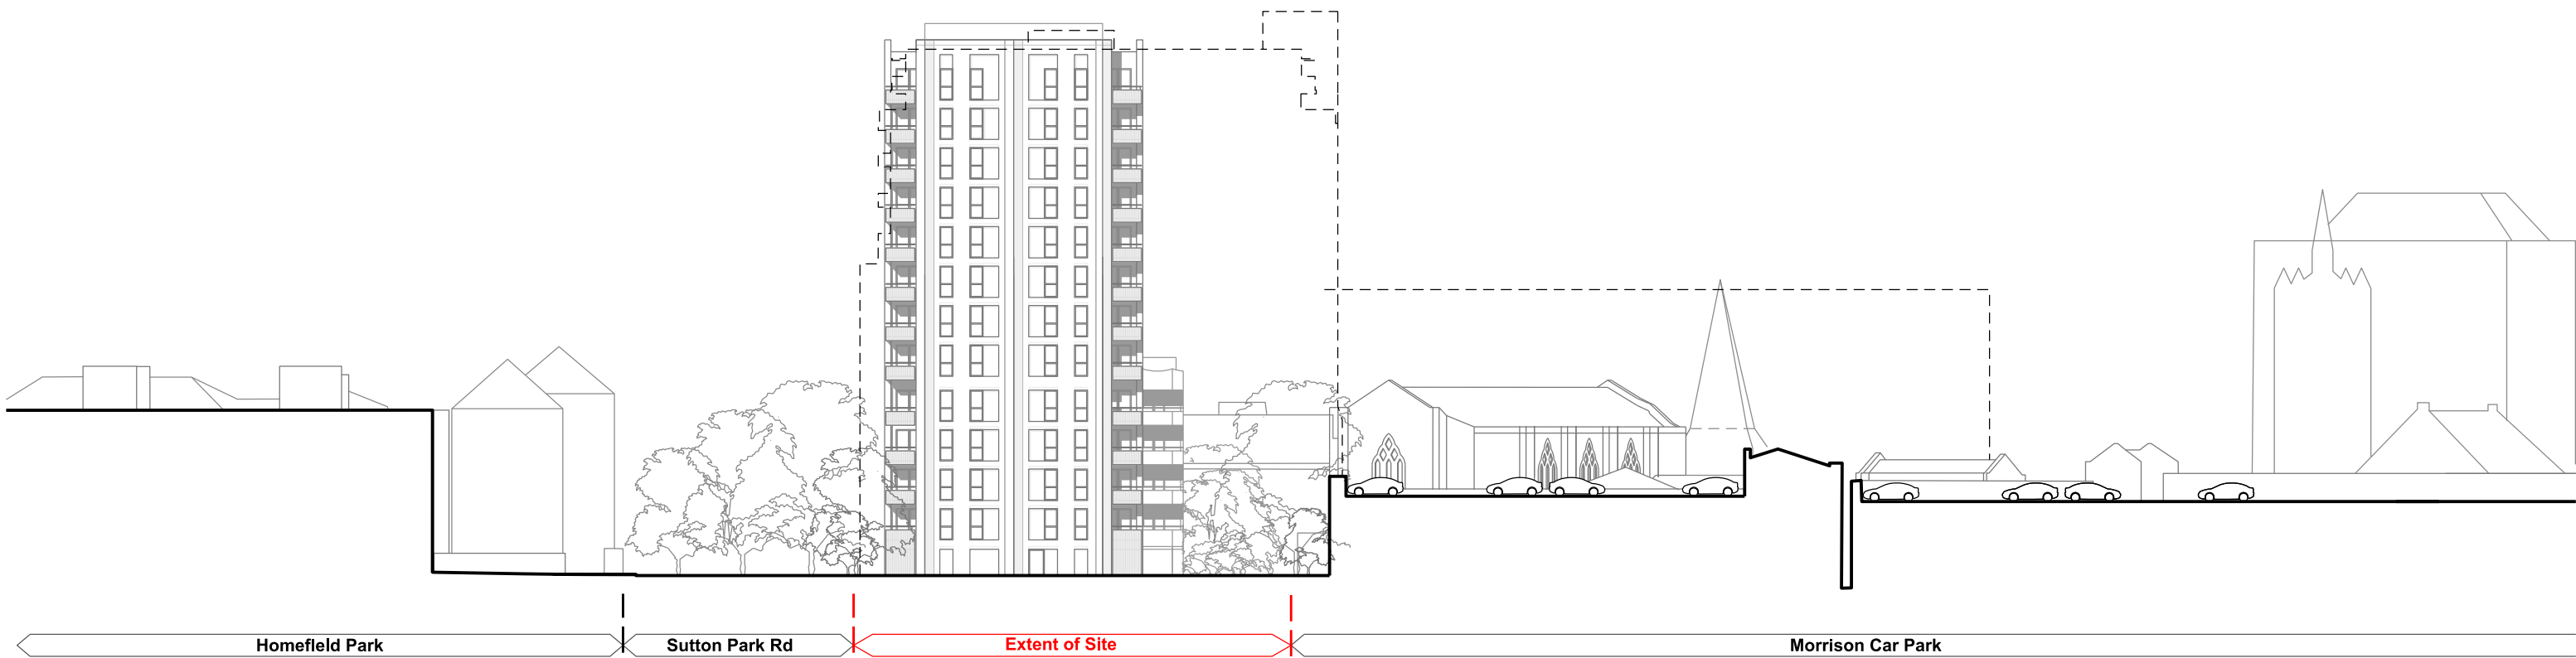 Homefield Park
Sutton Park Rd
Extent of Site
Morrison Car Park